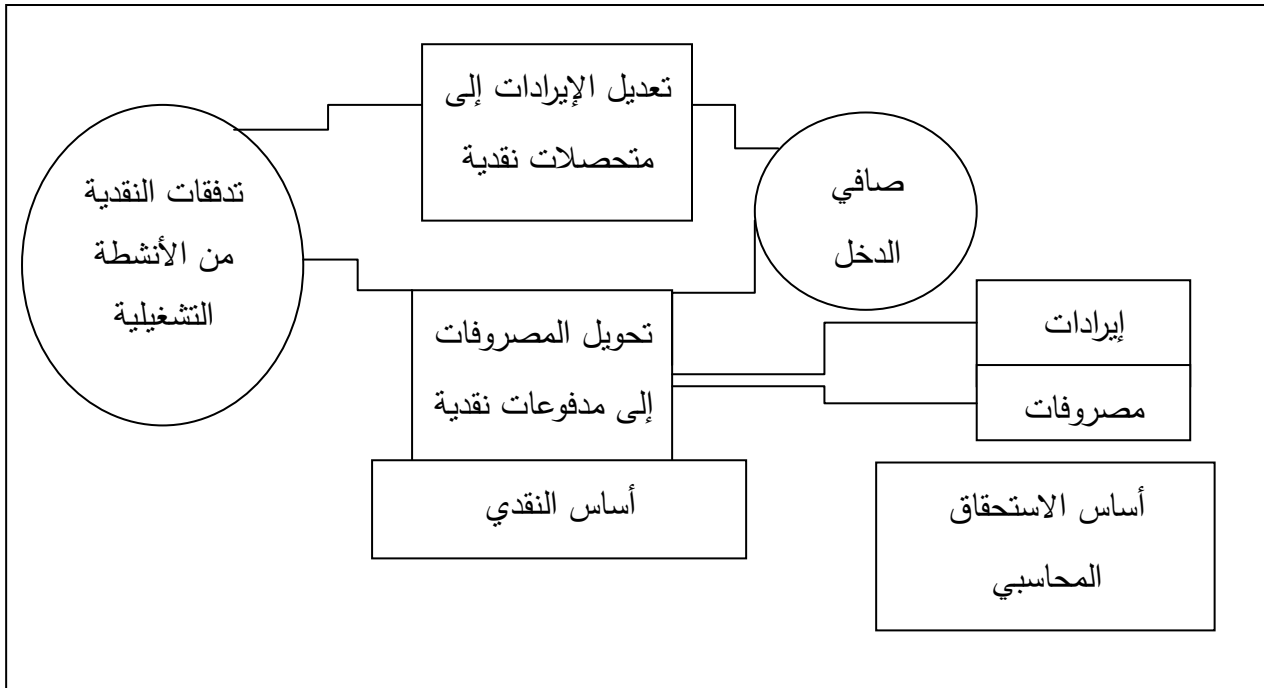 تعديل الإيرادات إلى
متحصلات نقدية
صافي
الدخل
تدفقات النقدية
من الأنشطة
التشغيلية
إيرادات
مصروفات
تحويل المصروفات
إلى مدفوعات نقدية
أساس النقدي
أساس الاستحقاق
المحاسبي